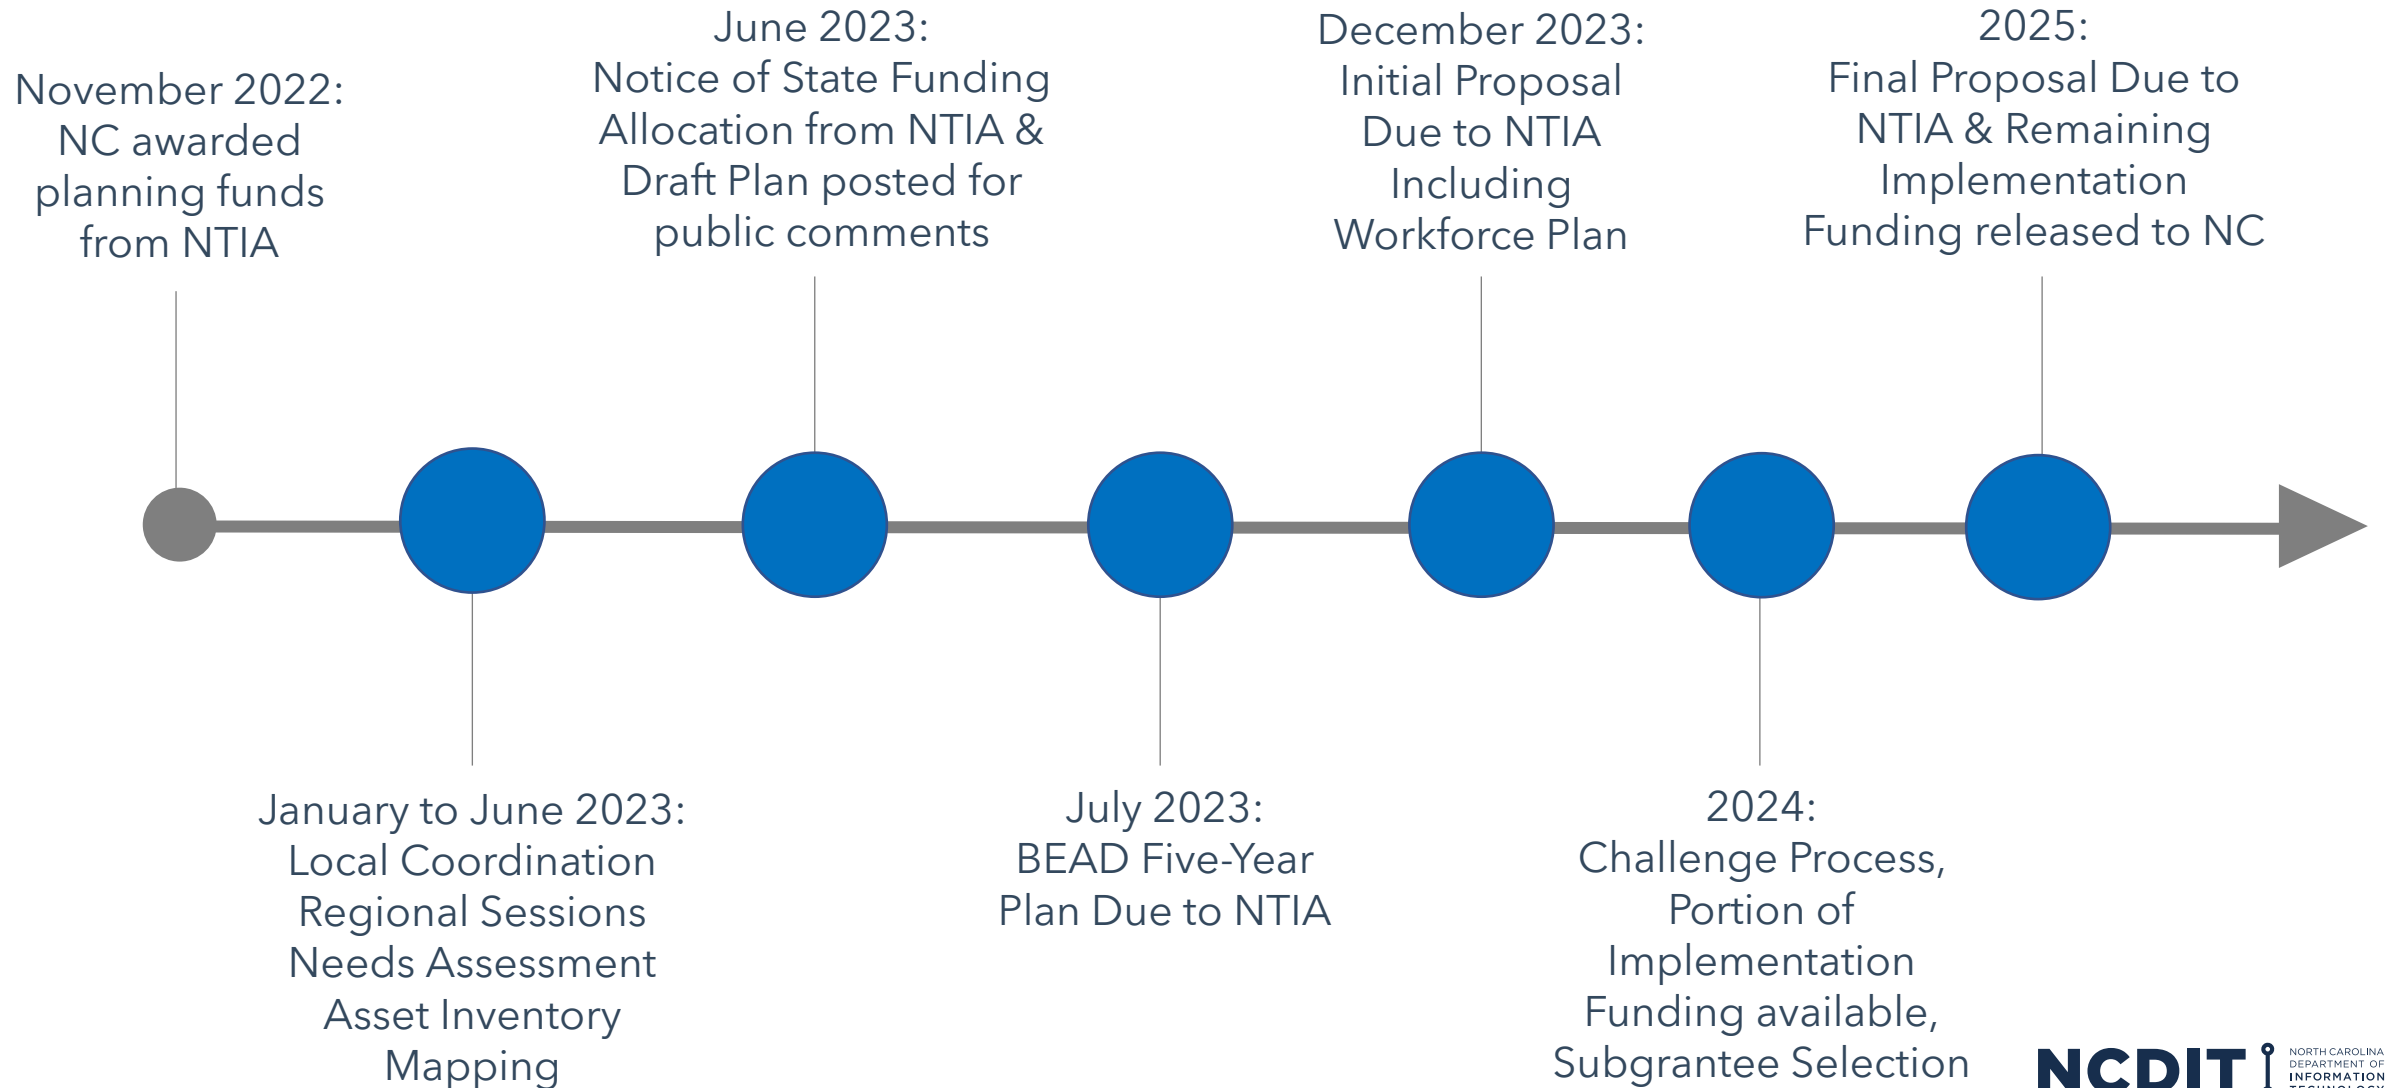 November 2022:
NC awarded
planning funds
from NTIA
January to June 2023:
Local Coordination
Regional Sessions
Needs Assessment
Asset Inventory
Mapping
June 2023:
Notice of State Funding
Allocation from NTIA &
Draft Plan posted for
public comments
July 2023:
BEAD Five-Year
Plan Due to NTIA
December 2023:
Initial Proposal
Due to NTIA
Including
Workforce Plan
2024:
Challenge Process,
Portion of
Implementation
Funding available,
Subgrantee Selection
2025:
Final Proposal Due to
NTIA & Remaining
Implementation
Funding released to NC
NCDIT
NORTH CAROLINA
DEPARTMENT OF
INFORMATION
TECHNOLOGY